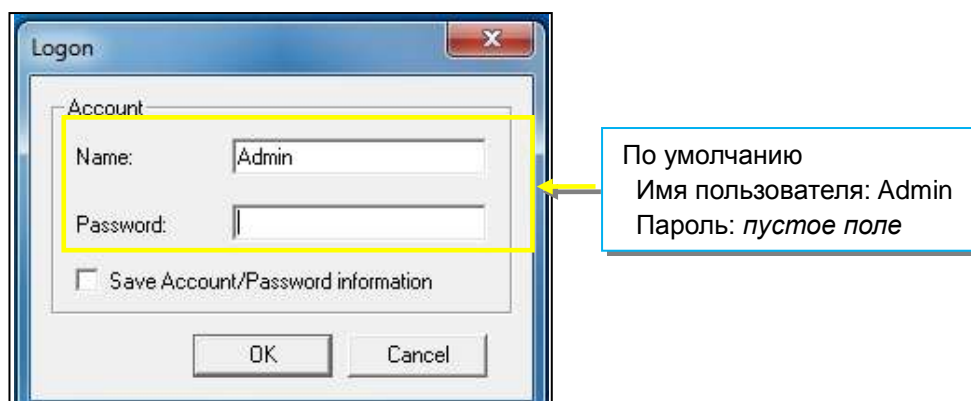 Logon
Account
Name:
Admin
Password:
Save Account/Password information
OK
Cancel
По умолчанию
Имя пользователя: Admin
Пароль: пустое поле